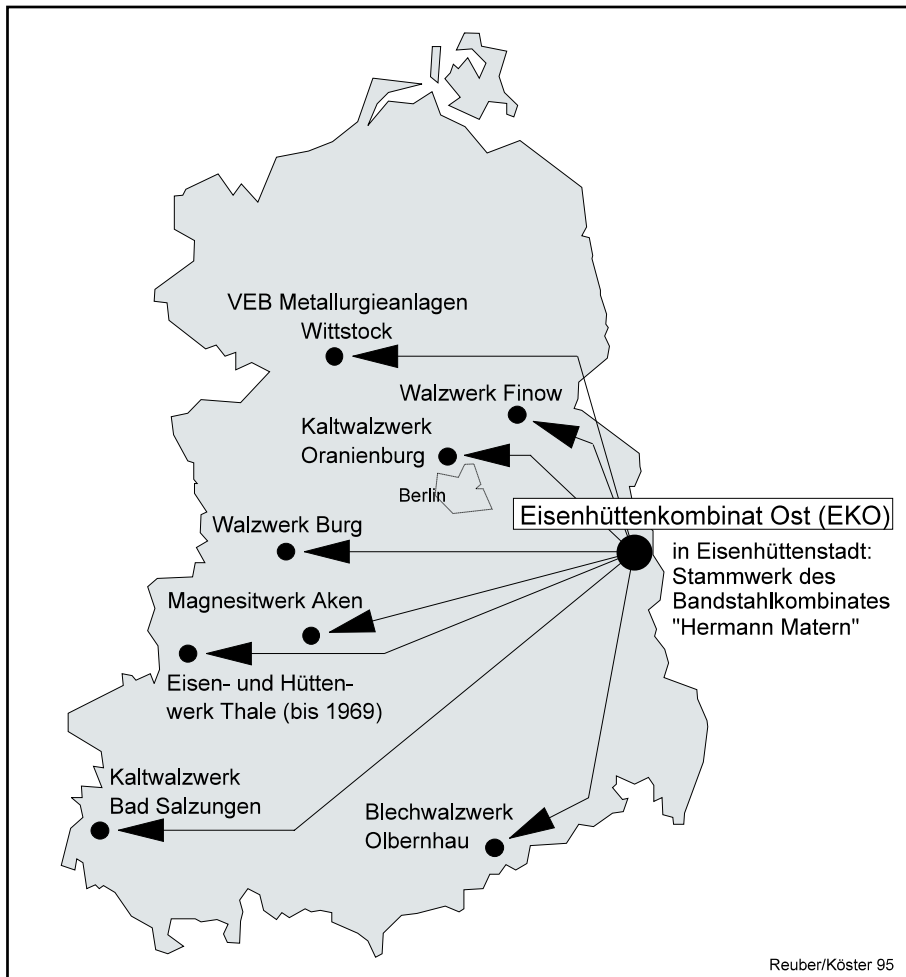 VEB Metallurgieanlagen
Wittstock
Walzwerk Finow
Kaltwalzwerk
Oranienburg
Berlin
Eisenhüttenkombinat Ost (EKO)
in Eisenhüttenstadt:
Stammwerk des
Bandstahlkombinates
"Hermann Matern"
Walzwerk Burg
Magnesitwerk Aken
Eisen- und Hütten-
werk Thale (bis 1969)
Kaltwalzwerk
Bad Salzungen
Blechwalzwerk
Olbernhau
Reuber/Köster 95